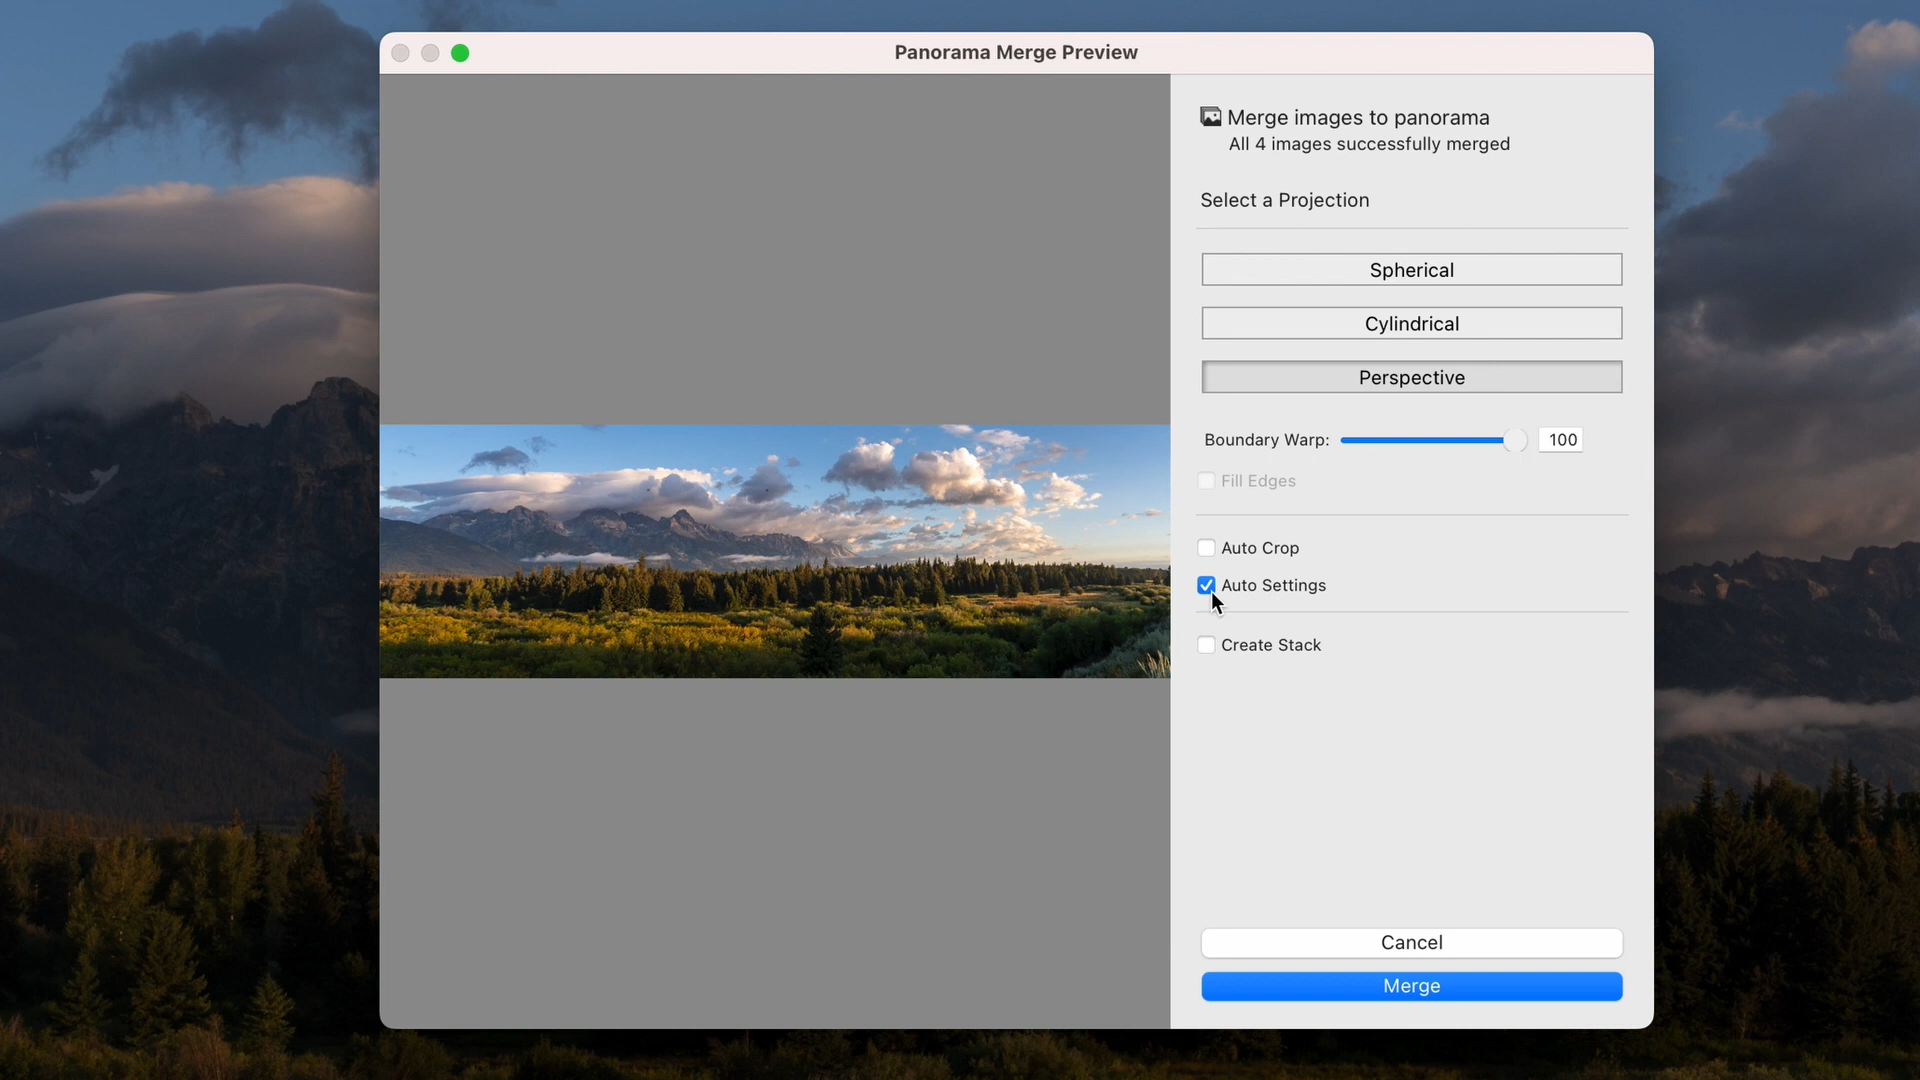 Panorama Merge Preview
Merge images to panorama
All 4 images successfully merged
Select a Projection
Spherical
Cylindrical
Perspective
Boundary Warp: 100
Fill Edges
Auto Crop
Auto Settings
Create Stack
Cancel
Merge